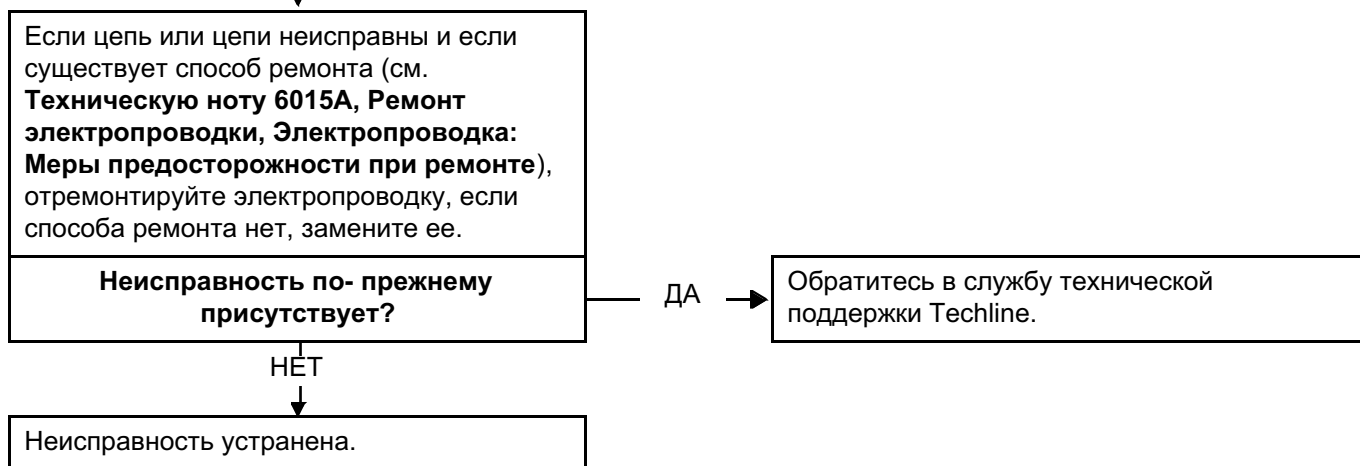 Если цепь или цепи неисправны и если
существует способ ремонта (см.
Техническую ноту 6015A, Ремонт
электропроводки, Электропроводка:
Меры предосторожности при ремонте),
отремонтируйте электропроводку, если
способа ремонта нет, замените ее.
Неисправность по- прежнему
присутствует?
ДА
Обратитесь в службу технической
поддержки Techline.
НЕТ
Неисправность устранена.